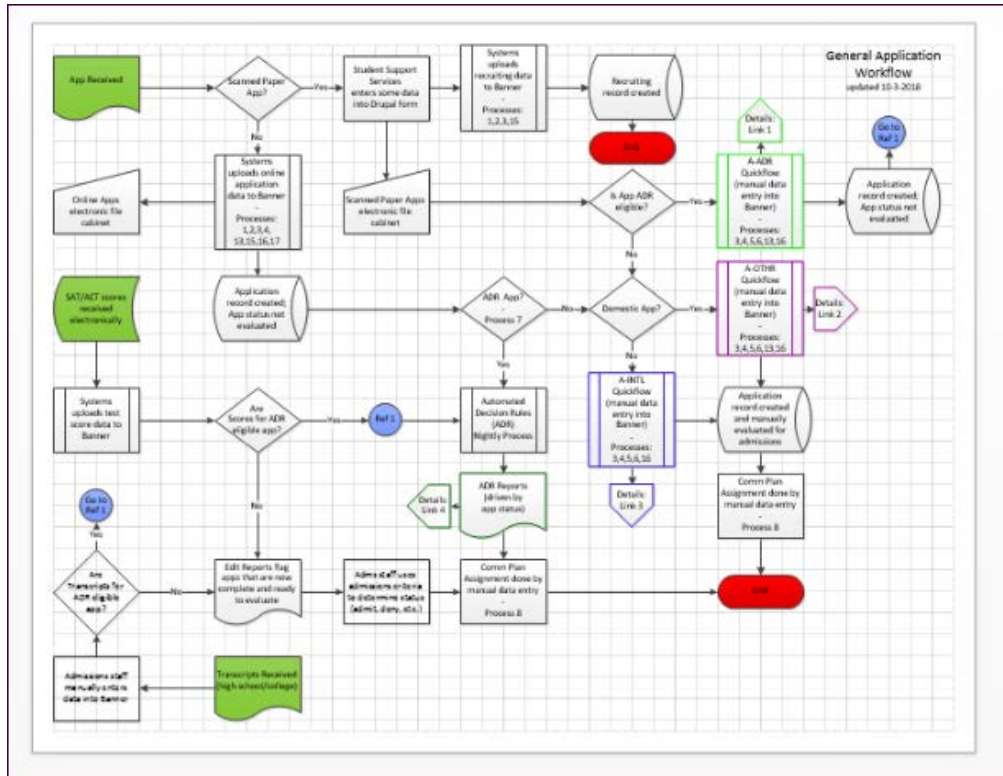 General Application
Workflow
updated 10-3-2018
App Received
Scanned Paper
App?
Yes
Student Support
Services
enters some data
into Drupal form
Systems
uploads
recruiting data
to Banner
-
Processes:
1,2,3,15
Recruiting
record created
End
No
Details:
Link 1
Go to
Ref 1
Online Apps
electronic file
cabinet
Systems
uploads online
application
data to Banner
-
Processes:
1,2,3,4,
13,15,16,17
Scanned Paper Apps
electronic file
cabinet
Is App ADR
eligible?
Yes
A-ADR
Quickflow
(manual data
entry into
Banner)
-
Processes:
3,4,5,6,13,16
Application
record created;
App status not
evaluated
No
SAT/ACT scores
received
electronically
Application
record created;
App status not
evaluated
ADR App?
-
Process 7
No
Domestic App?
Yes
A-OTHR
Quickflow
(manual data
entry into
Banner)
-
Processes:
3,4,5,6,13,16
Details:
Link 2
Yes
No
Systems
uploads test
score data to
Banner
Are
Scores for ADR
eligible app?
Yes
Ref 1
Automated
Decision Rules
(ADR)
Nightly Process
A-INTL
Quickflow
(manual data
entry into
Banner)
-
Processes:
3,4,5,6,16
Application
record created
and manually
evaluated for
admissions
No
Details:
Link 4
ADR Reports
(driven by
app status)
Details:
Link 3
Comm Plan
Assignment done by
manual data entry
-
Process 8
Go to
Ref 1
Yes
Are
Transcripts for
ADR eligible
app?
No
Edit Reports flag
apps that are now
complete and ready
to evaluate
Adms staff uses
admissions criteria
to determine status
(admit, deny, etc.)
Comm Plan
Assignment done by
manual data entry
-
Process 8
End
Admissions staff
manually enters
data into Banner
Transcripts Received
(high school/college)